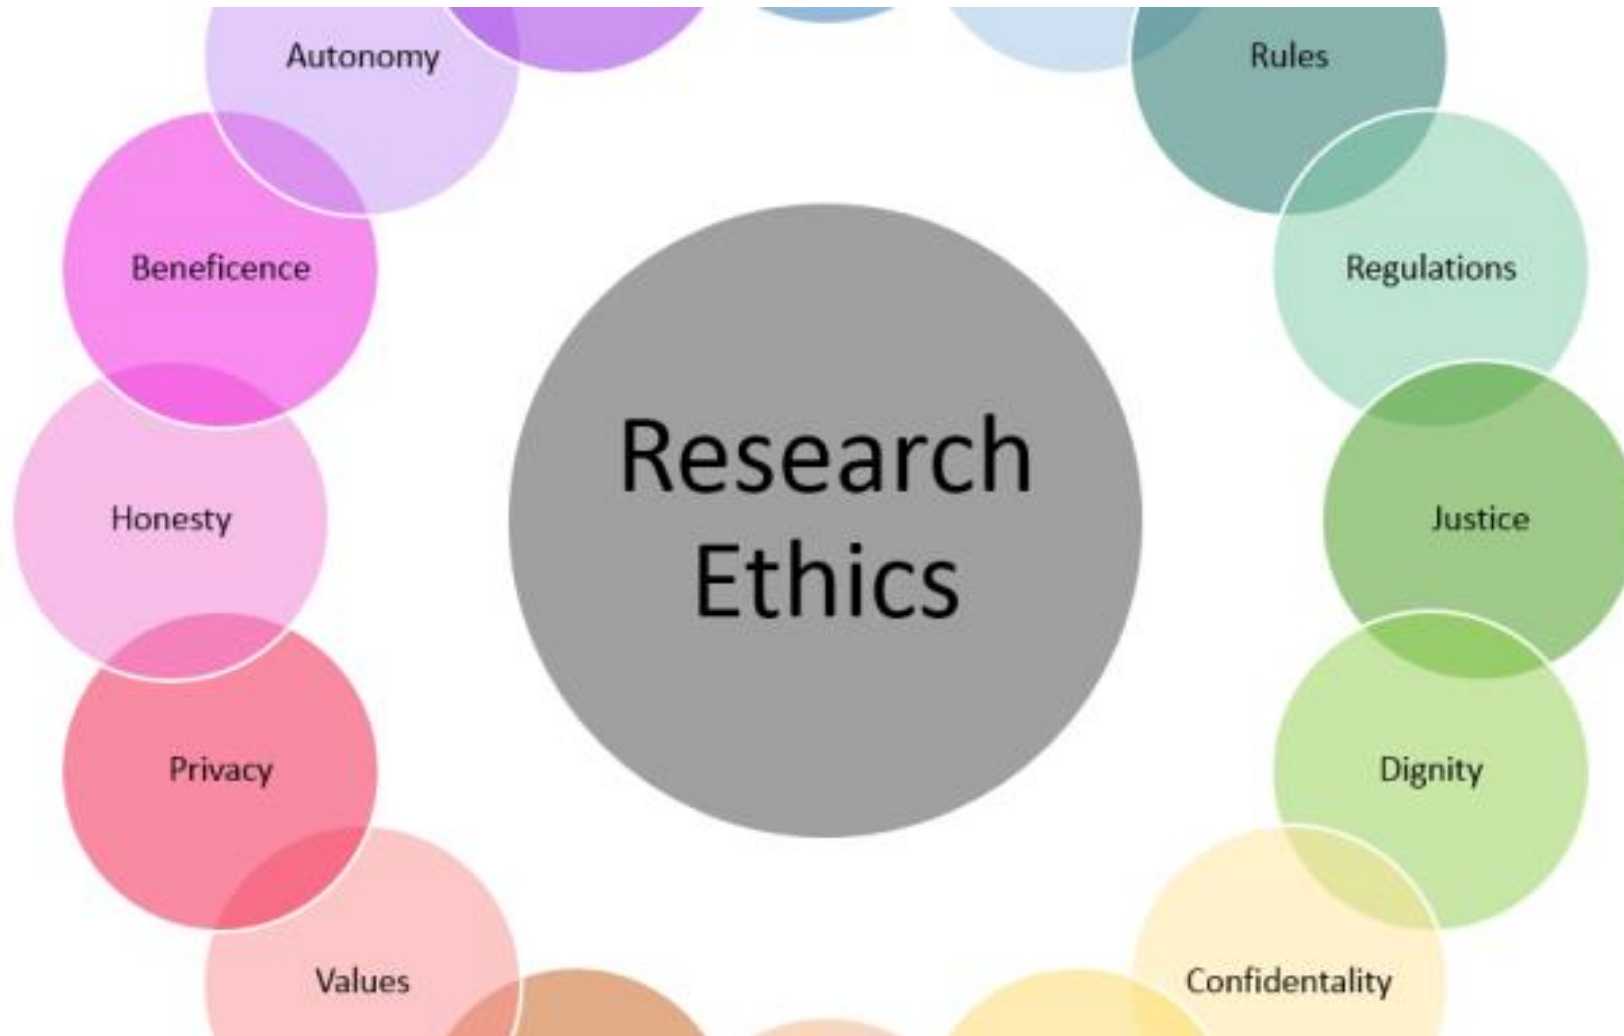 Autonomy
Rules
Beneficence
Regulations
Research
Ethics
Honesty
Justice
Privacy
Dignity
Values
Confidentality